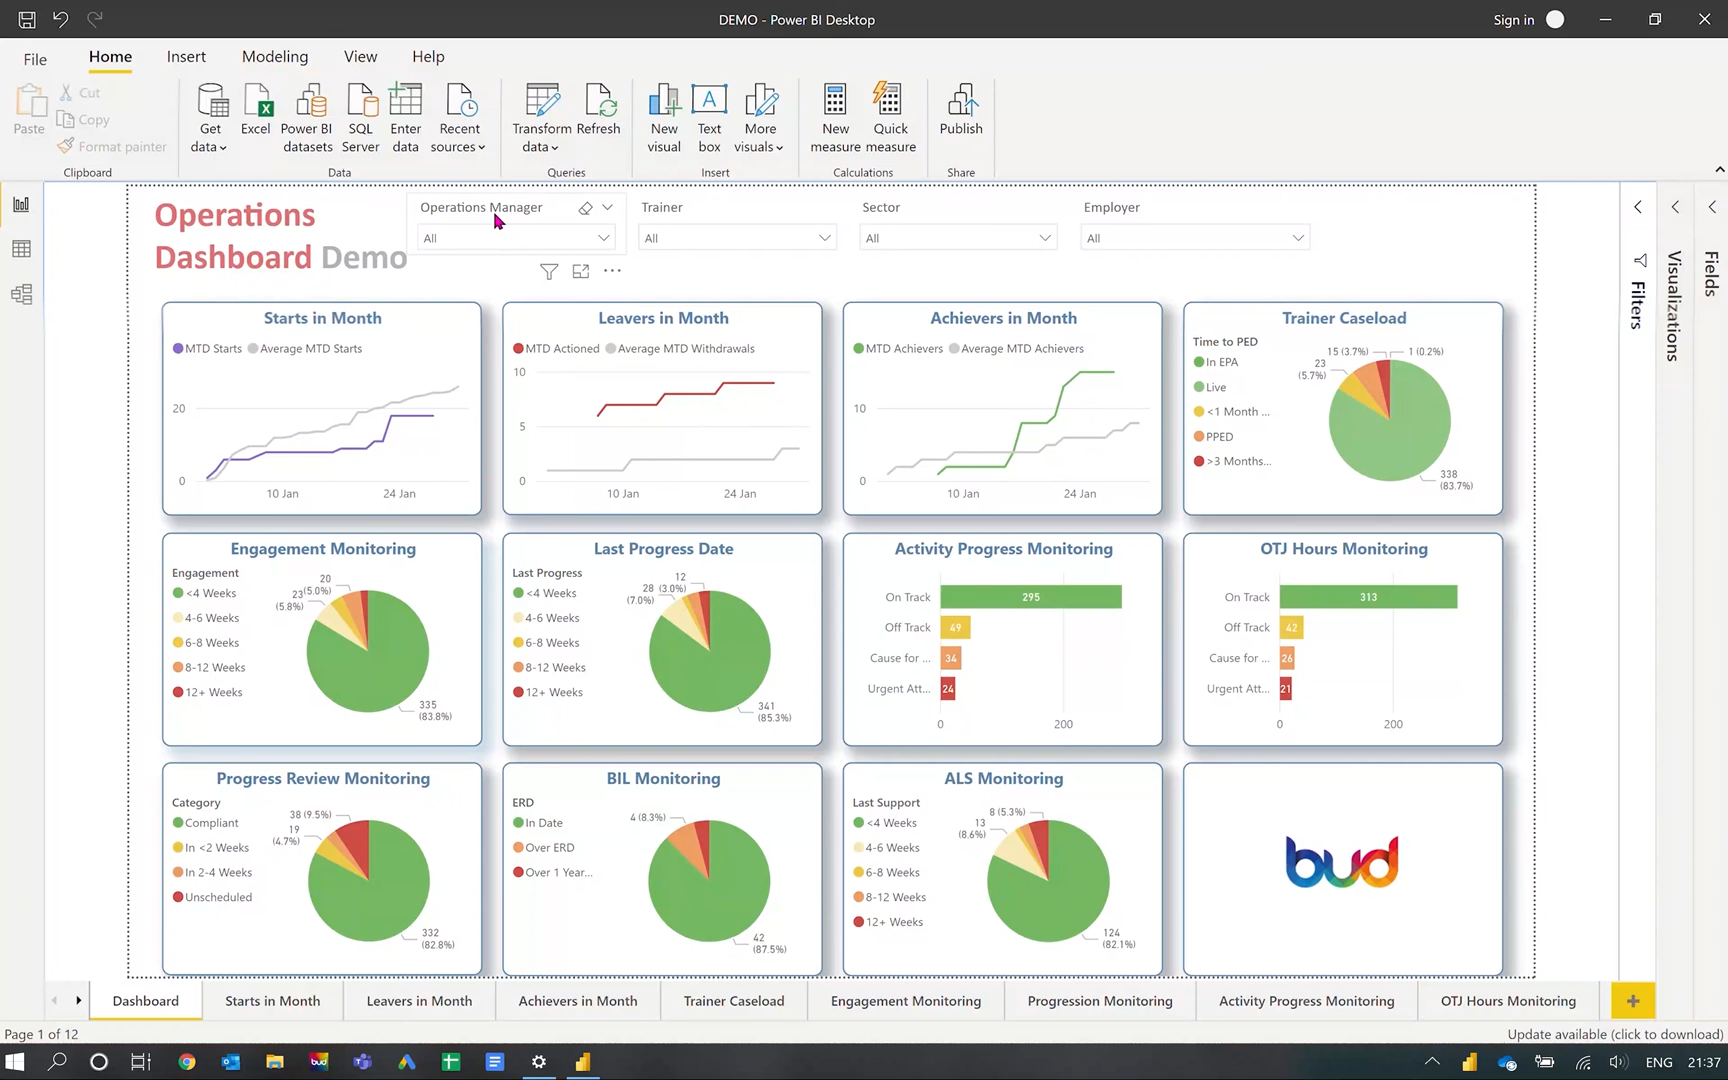 DEMO - Power BI Desktop
Sign in
File
Home
Insert
Modeling
View
Help
Paste
Cut
Copy
Format painter
Get data
Excel
Power BI datasets
SQL Server
Enter data
Recent sources
Transform data
Refresh
New visual
Text box
More visuals
New measure
Quick measure
Publish
Clipboard
Data
Queries
Insert
Calculations
Share
Operations
Dashboard Demo
Operations Manager
All
Trainer
All
Sector
All
Employer
All
Filters
Visualizations
Fields
Starts in Month
MTD Starts
Average MTD Starts
20
0
10 Jan
24 Jan
Leavers in Month
MTD Actioned
Average MTD Withdrawals
10
5
0
10 Jan
24 Jan
Achievers in Month
MTD Achievers
Average MTD Achievers
10
0
10 Jan
24 Jan
Trainer Caseload
Time to PED
In EPA
Live
<1 Month ...
PPED
>3 Months...
15 (3.7%)
1 (0.2%)
23
(5.7%)
338
(83.7%)
Engagement Monitoring
Engagement
<4 Weeks
4-6 Weeks
6-8 Weeks
8-12 Weeks
12+ Weeks
20
(5.0%)
23
(5.8%)
335
(83.8%)
Last Progress Date
Last Progress
<4 Weeks
4-6 Weeks
6-8 Weeks
8-12 Weeks
12+ Weeks
12
(3.0%)
28
(7.0%)
341
(85.3%)
Activity Progress Monitoring
On Track
295
Off Track
49
Cause for ...
34
Urgent Att...
24
0
200
OTJ Hours Monitoring
On Track
313
Off Track
42
Cause for ...
26
Urgent Att...
21
0
200
Progress Review Monitoring
Category
Compliant
In <2 Weeks
In 2-4 Weeks
Unscheduled
38 (9.5%)
19
(4.7%)
332
(82.8%)
BIL Monitoring
ERD
In Date
Over ERD
Over 1 Year...
4 (8.3%)
42
(87.5%)
ALS Monitoring
Last Support
<4 Weeks
4-6 Weeks
6-8 Weeks
8-12 Weeks
12+ Weeks
8 (5.3%)
13
(8.6%)
124
(82.1%)
bud
Dashboard
Starts in Month
Leavers in Month
Achievers in Month
Trainer Caseload
Engagement Monitoring
Progression Monitoring
Activity Progress Monitoring
OTJ Hours Monitoring
Page 1 of 12
Update available (click to download)
bud
ENG
21:37